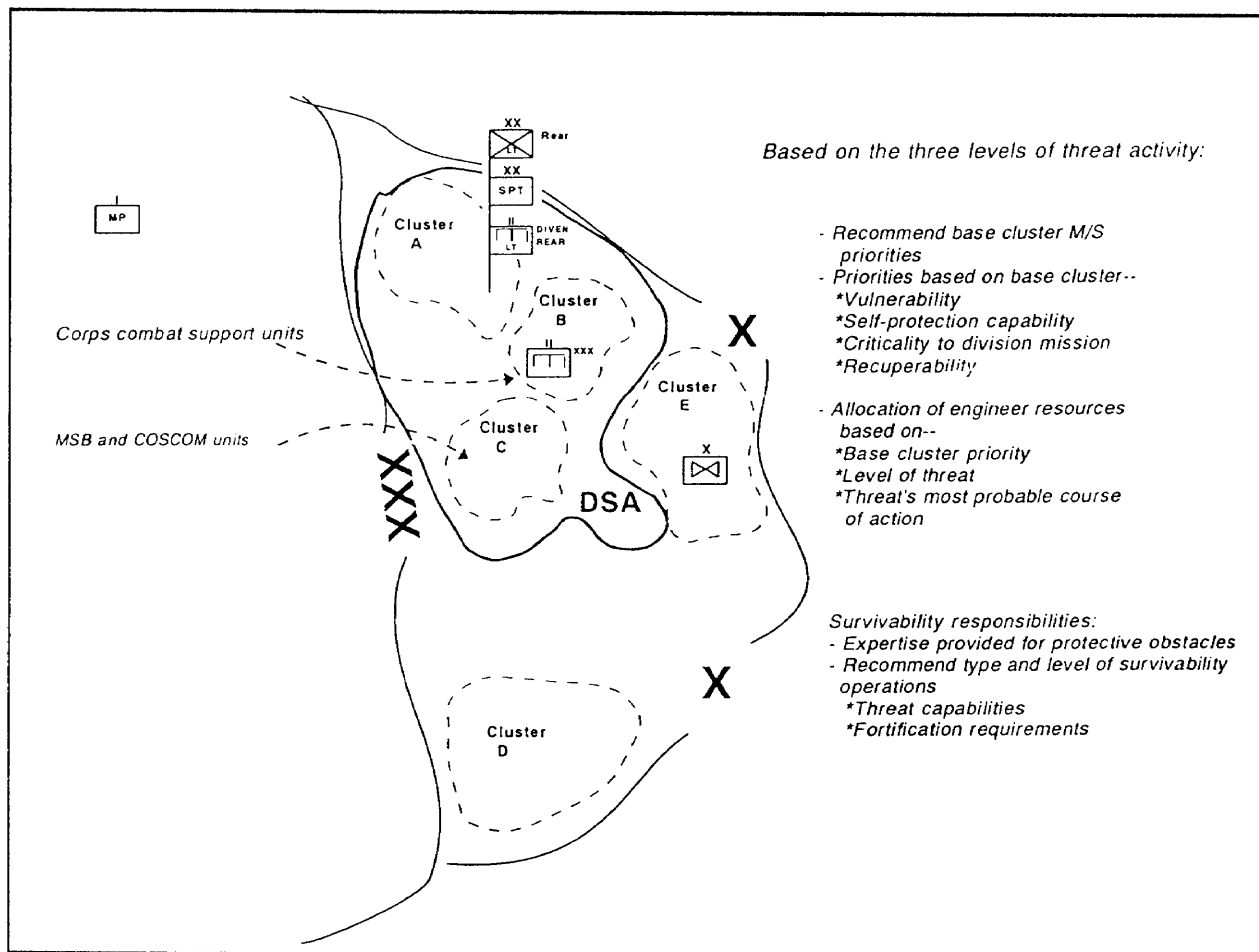 XX
Rear
LT
XX
SPT
II
DIVEN
REAR
LT
MP
Cluster
A
Cluster
B
II
XXX
Corps combat support units
MSB and COSCOM units
Cluster
C
Cluster
E
X
X
XXX
DSA
X
Cluster
D
Based on the three levels of threat activity:
- Recommend base cluster M/S
priorities
- Priorities based on base cluster--
*Vulnerability
*Self-protection capability
*Criticality to division mission
*Recuperability
- Allocation of engineer resources
based on--
*Base cluster priority
*Level of threat
*Threat's most probable course
of action
Survivability responsibilities:
- Expertise provided for protective obstacles
- Recommend type and level of survivability
operations
*Threat capabilities
*Fortification requirements